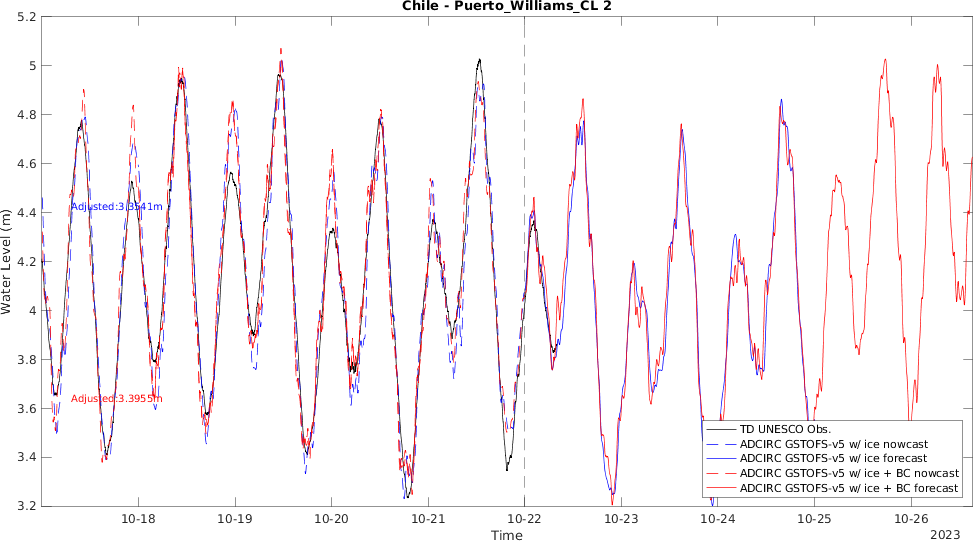 Chile - Puerto_Williams_CL 2
5.2
5
4.8
4.6
4.4
4.2
4
3.8
3.6
3.4
3.2
Water Level (m)
Adjusted:3.3541m
Adjusted:3.3955m
TD UNESCO Obs.
ADCIRC GSTOFS-v5 w/ ice nowcast
ADCIRC GSTOFS-v5 w/ ice forecast
ADCIRC GSTOFS-v5 w/ ice + BC nowcast
ADCIRC GSTOFS-v5 w/ ice + BC forecast
10-18 10-19 10-20 10-21 10-22 10-23 10-24 10-25 10-26
Time
2023